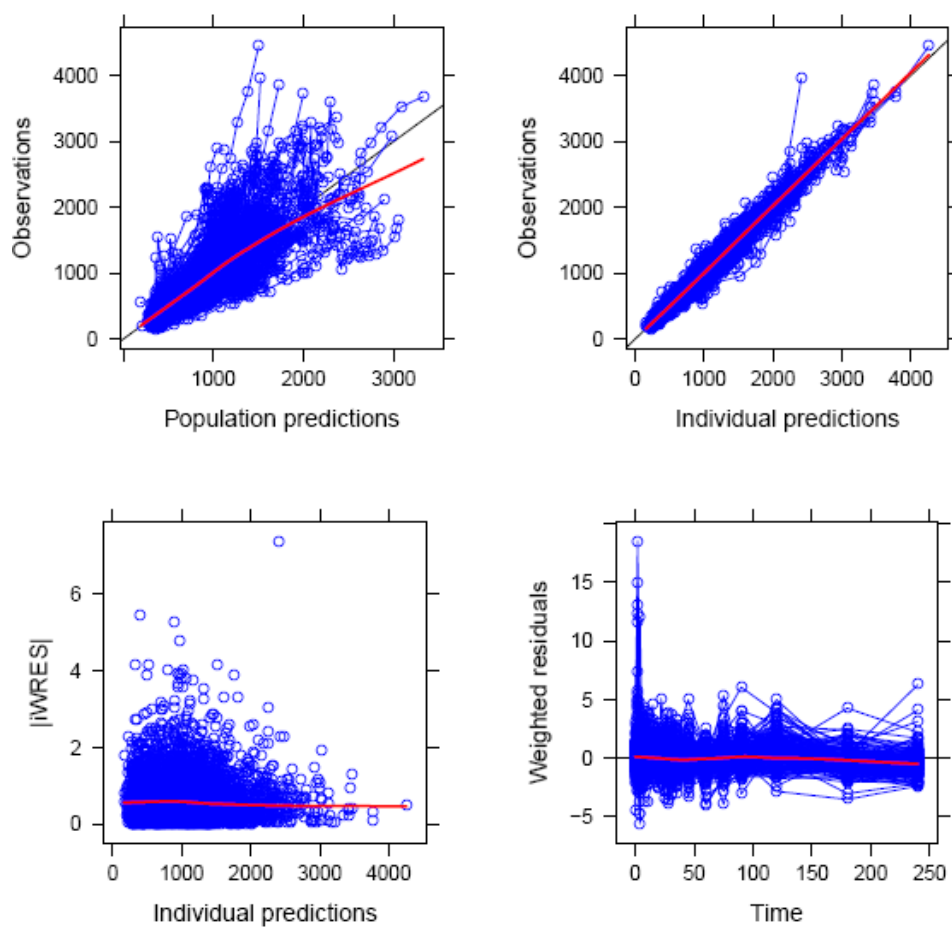 4000
3000
2000
1000
0
Observations
1000 2000 3000
Population predictions
4000
3000
2000
1000
0
Observations
0 1000 2000 3000 4000
Individual predictions
6
4
2
0
|iWRES|
0 1000 2000 3000 4000
Individual predictions
15
10
5
0
−5
Weighted residuals
0 50 100 150 200 250
Time